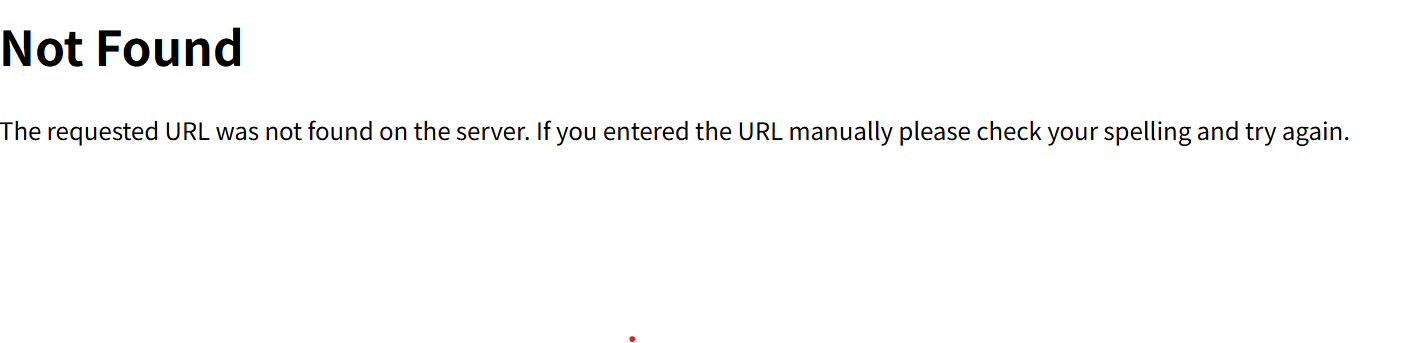 Not Found
The requested URL was not found on the server. If you entered the URL manually please check your spelling and try again.